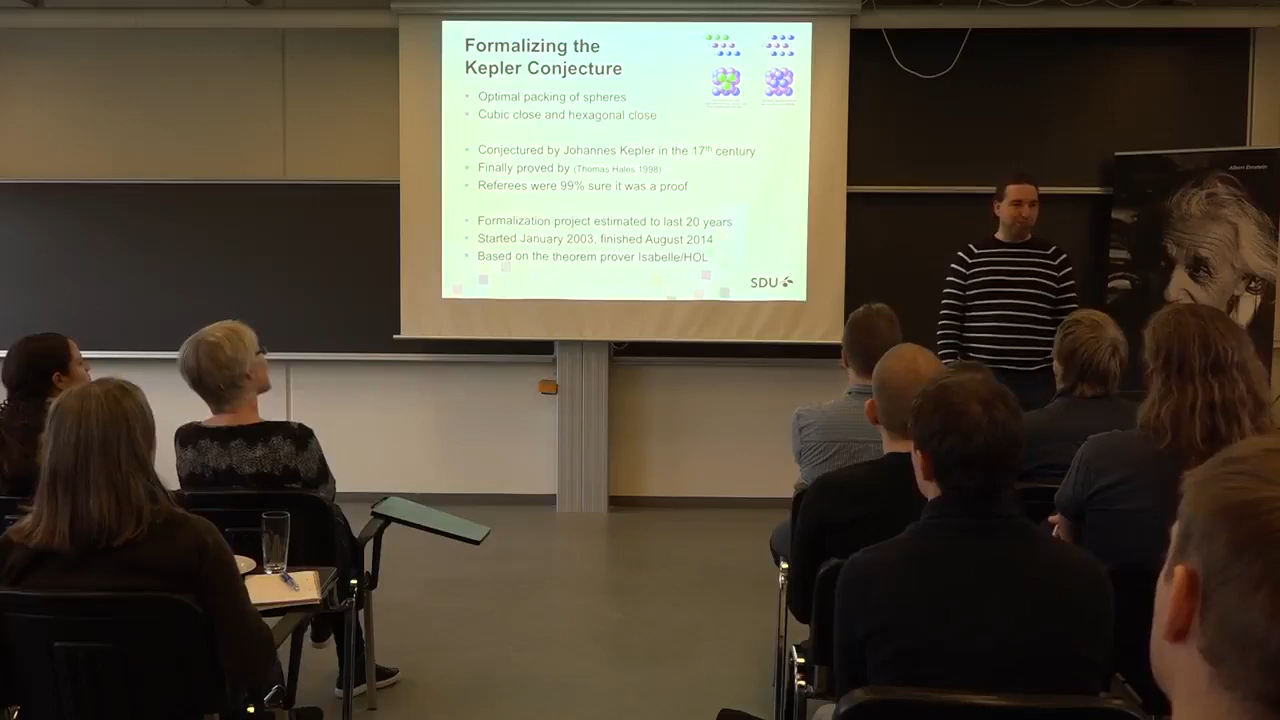 Formalizing the
Kepler Conjecture
Optimal packing of spheres
Cubic close and hexagonal close
Conjectured by Johannes Kepler in the 17th century
Finally proved by (Thomas Hales 1998)
Referees were 99% sure it was a proof
Formalization project estimated to last 20 years
Started January 2003, finished August 2014
Based on the theorem prover Isabelle/HOL
SDU
Albert Einstein